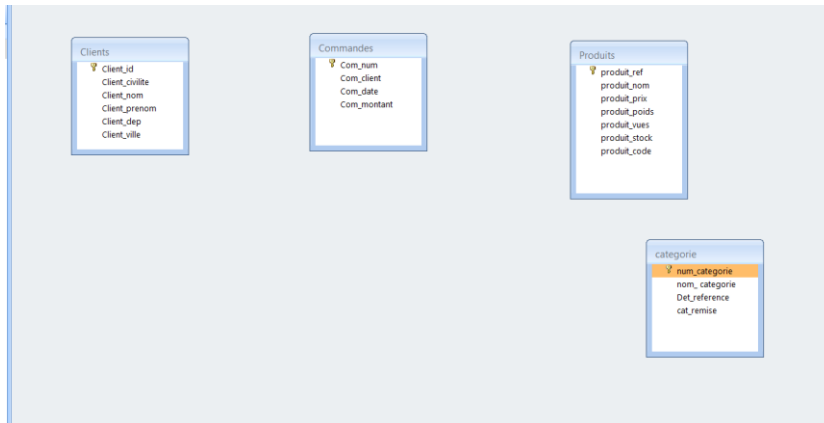 Clients
Client_id
Client_civilite
Client_nom
Client_prenom
Client_dep
Client_ville
Commandes
Com_num
Com_client
Com_date
Com_montant
Produits
produit_ref
produit_nom
produit_prix
produit_poids
produit_vues
produit_stock
produit_code
categorie
num_categorie
nom_ categorie
Det_reference
cat_remise